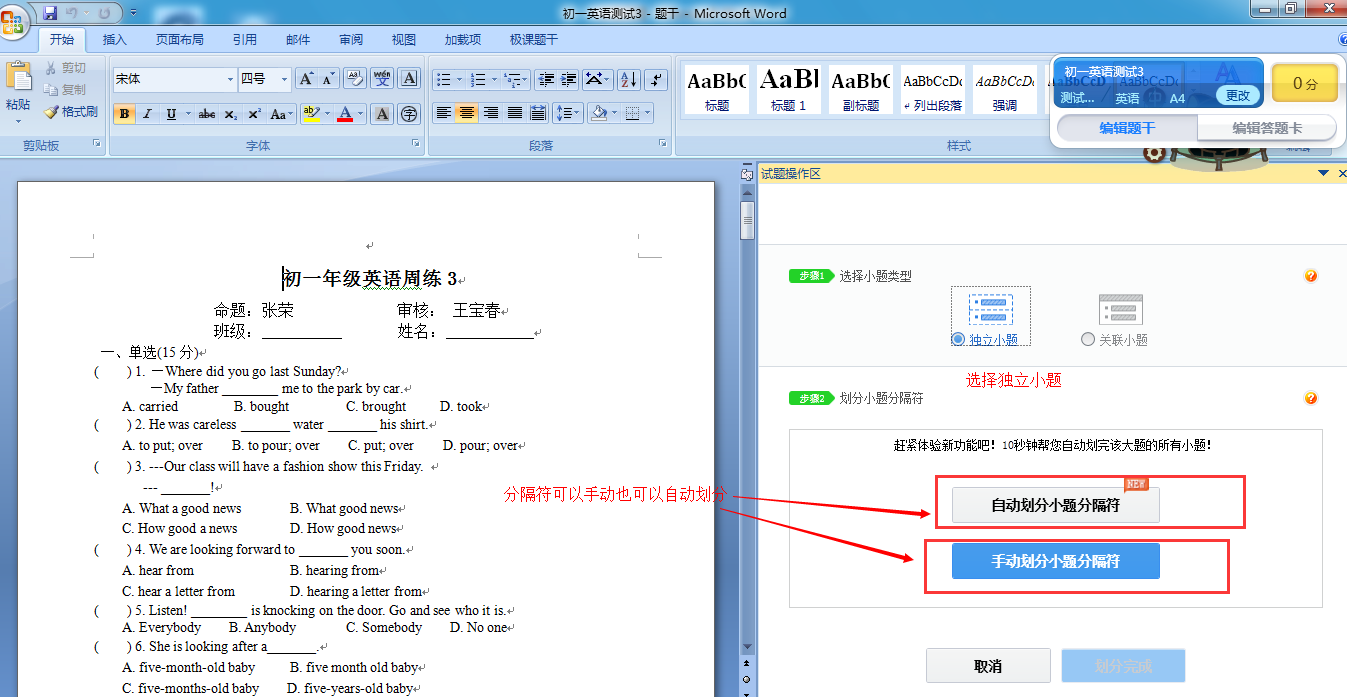 初一英语测试3 - 题干 - Microsoft Word
开始 插入 页面布局 引用 邮件 审阅 视图 加载项 极课题干
粘贴 剪切 复制 格式刷
宋体 四号
B I U abc X₂ X² Aa
剪贴板 字体 段落 样式
AaBbC 标题
AaBl 标题 1
AaBbC 副标题
AaBbCcDc 列出段落
AaBbCcDc 强调
初一英语测试3
测试... 英语 A4 更改
0 分
编辑题干 编辑答题卡
试题操作区
初一年级英语周练 3
命题：张荣 审核： 王宝春
班级：__________ 姓名：___________
一、单选(15 分)
( ) 1. －Where did you go last Sunday?
－My father ________ me to the park by car.
A. carried B. bought C. brought D. took
( ) 2. He was careless _______ water _______ his shirt.
A. to put; over B. to pour; over C. put; over D. pour; over
( ) 3. ---Our class will have a fashion show this Friday.
--- _______!
A. What a good news B. What good news
C. How good a news D. How good news
( ) 4. We are looking forward to _______ you soon.
A. hear from B. hearing from
C. hear a letter from D. hearing a letter from
( ) 5. Listen! ________ is knocking on the door. Go and see who it is.
A. Everybody B. Anybody C. Somebody D. No one
( ) 6. She is looking after a_______.
A. five-month-old baby B. five month old baby
C. five-months-old baby D. five-years-old baby
步骤1 选择小题类型
独立小题 关联小题
选择独立小题
步骤2 划分小题分隔符
赶紧体验新功能吧！10秒钟帮您自动划完该大题的所有小题！
分隔符可以手动也可以自动划分
NEW
自动划分小题分隔符
手动划分小题分隔符
取消 划分完成